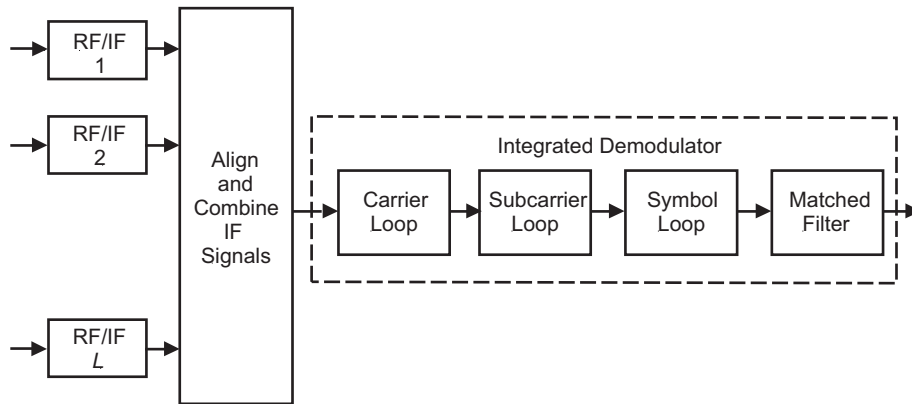 RF/IF
1
RF/IF
2
RF/IF
L
Align
and
Combine
IF
Signals
Integrated Demodulator
Carrier
Loop
Subcarrier
Loop
Symbol
Loop
Matched
Filter